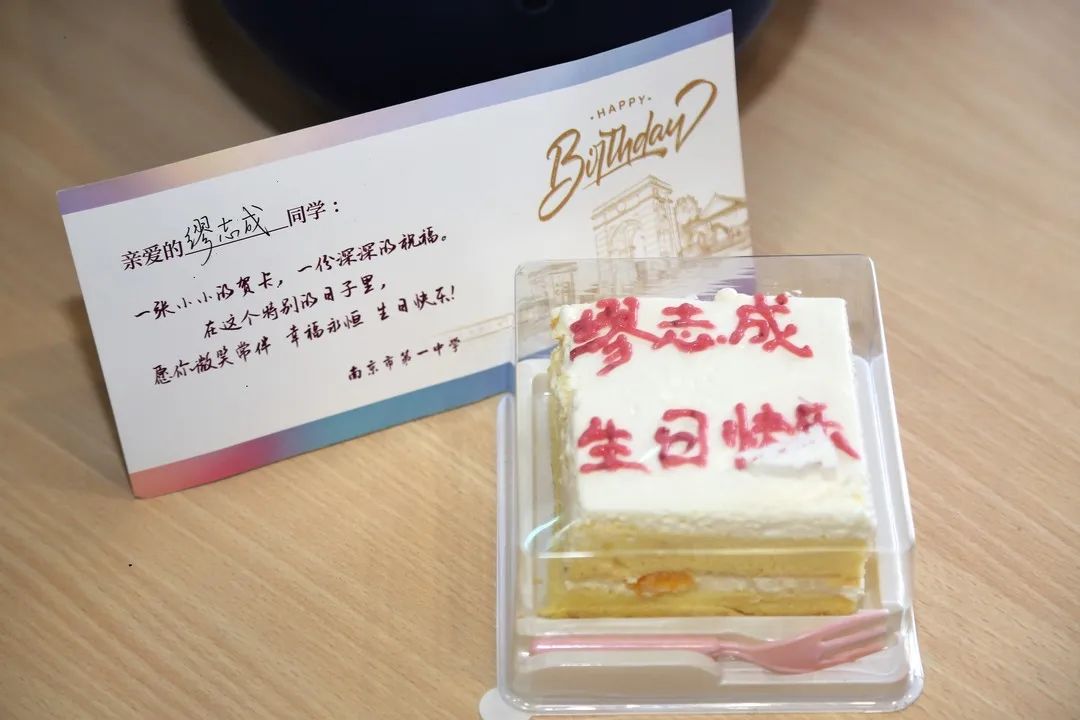 HAPPY
Birthday
亲爱的缪志成同学：
一张小小的贺卡，一份深深的祝福。
在这个特别的日子里，
愿你微笑常伴 幸福永恒 生日快乐！
南京市第一中学
缪志成
生日快乐